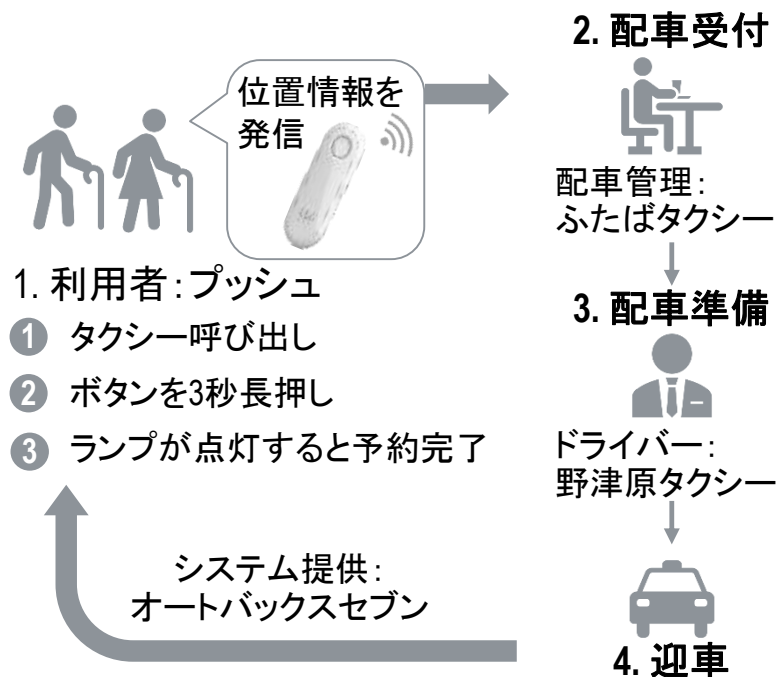 位置情報を
発信
1. 利用者：プッシュ
1 タクシー呼び出し
2 ボタンを3秒長押し
3 ランプが点灯すると予約完了
2. 配車受付
配車管理：
ふたばタクシー
3. 配車準備
ドライバー：
野津原タクシー
4. 迎車
システム提供：
オートバックスセブン